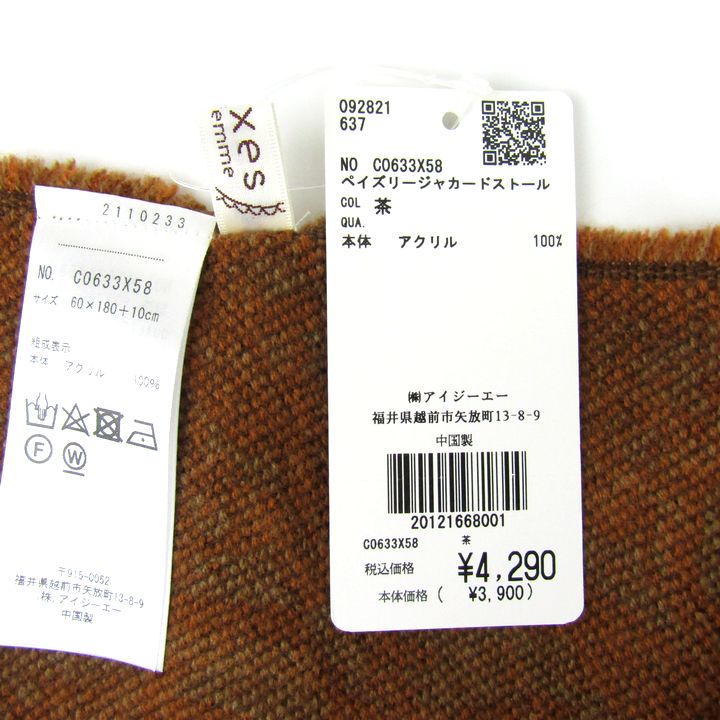 2110233
NO. C0633X58
サイズ 60×180+10cm
組成表示
本体 アクリル 100%
F
W
〒915-0052
福井県越前市矢放町13-8-9
(株)アイジーエー
中国製
xes
emme
092821
637
NO C0633X58
ペイズリージャカードストール
COL 茶
QUA.
本体 アクリル 100%
㈱アイジーエー
福井県越前市矢放町13-8-9
中国製
20121668001
C0633X58 茶
税込価格 ¥4,290
本体価格( ¥3,900)